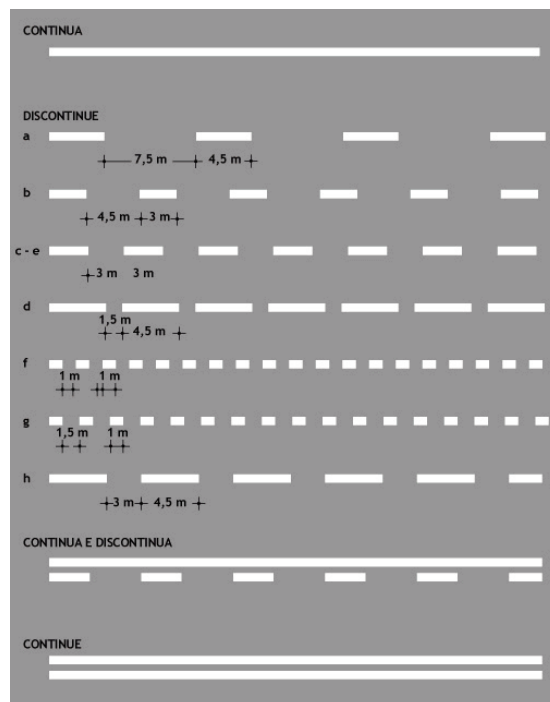 CONTINUA
DISCONTINUE
a
7,5 m 4,5 m
b
4,5 m 3 m
c - e
3 m 3 m
d
1,5 m
4,5 m
f
1 m 1 m
g
1,5 m 1 m
h
3 m 4,5 m
CONTINUA E DISCONTINUA
CONTINUE